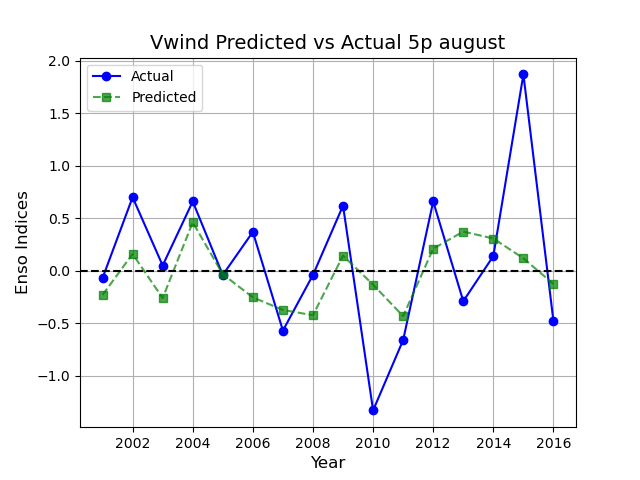 Vwind Predicted vs Actual 5p august
Actual
Predicted
Enso Indices
2.0
1.5
1.0
0.5
0.0
−0.5
−1.0
2002 2004 2006 2008 2010 2012 2014 2016
Year